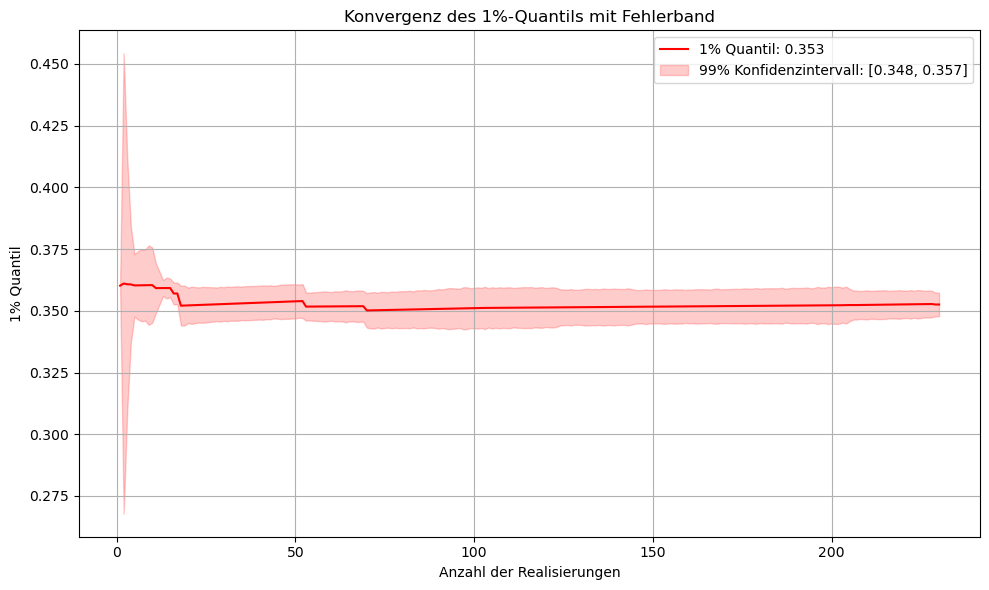 Konvergenz des 1%-Quantils mit Fehlerband
1% Quantil: 0.353
99% Konfidenzintervall: [0.348, 0.357]
1% Quantil
0.450
0.425
0.400
0.375
0.350
0.325
0.300
0.275
0 50 100 150 200
Anzahl der Realisierungen